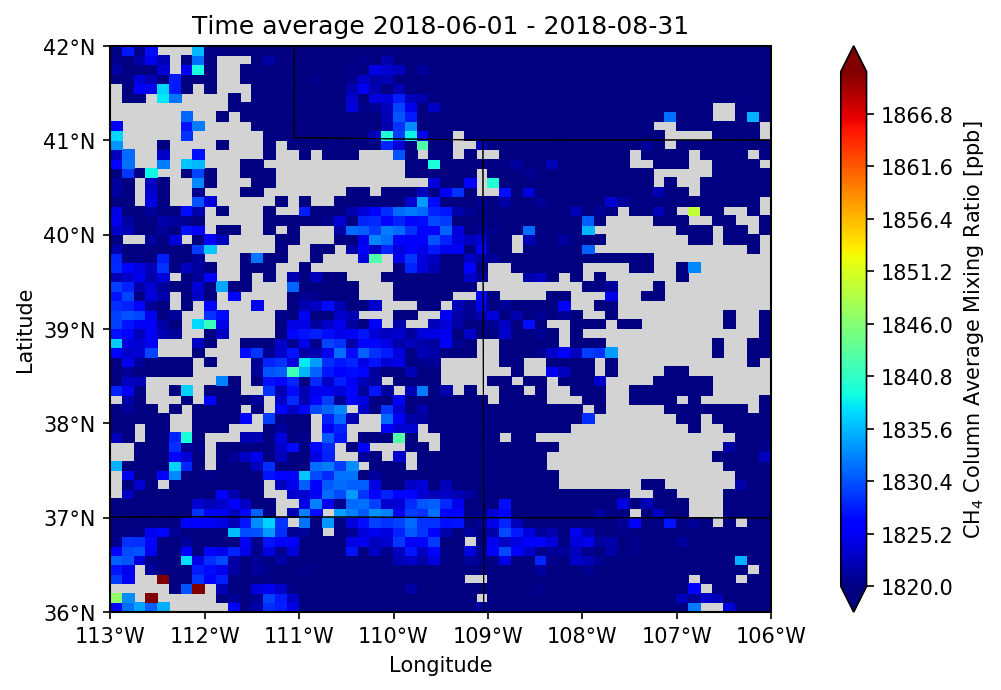 Time average 2018-06-01 - 2018-08-31
42°N
41°N
40°N
39°N
38°N
37°N
36°N
Latitude
113°W 112°W 111°W 110°W 109°W 108°W 107°W 106°W
Longitude
1866.8
1861.6
1856.4
1851.2
1846.0
1840.8
1835.6
1830.4
1825.2
1820.0
CH₄ Column Average Mixing Ratio [ppb]